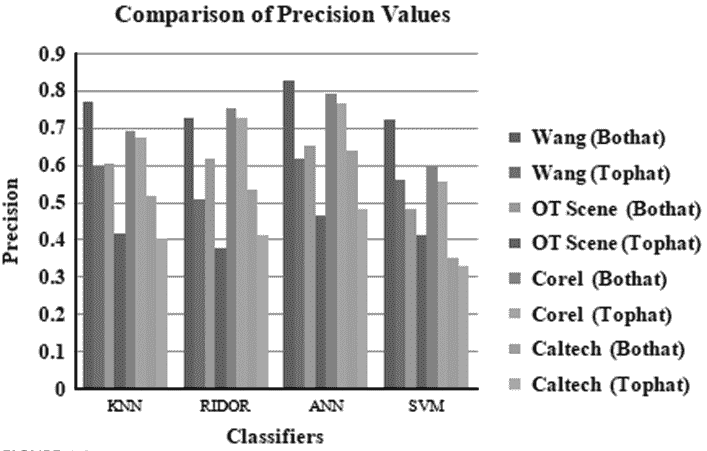 Comparison of Precision Values
0.9
0.8
0.7
0.6
0.5
0.4
0.3
0.2
0.1
0
Precision
KNN
RIDOR
ANN
SVM
Classifiers
Wang (Bothat)
Wang (Tophat)
OT Scene (Bothat)
OT Scene (Tophat)
Corel (Bothat)
Corel (Tophat)
Caltech (Bothat)
Caltech (Tophat)